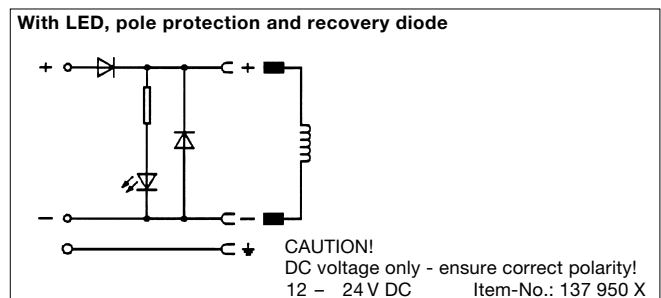 With LED, pole protection and recovery diode
+ +
– –
CAUTION!
DC voltage only - ensure correct polarity!
12 – 24 V DC Item-No.: 137 950 X